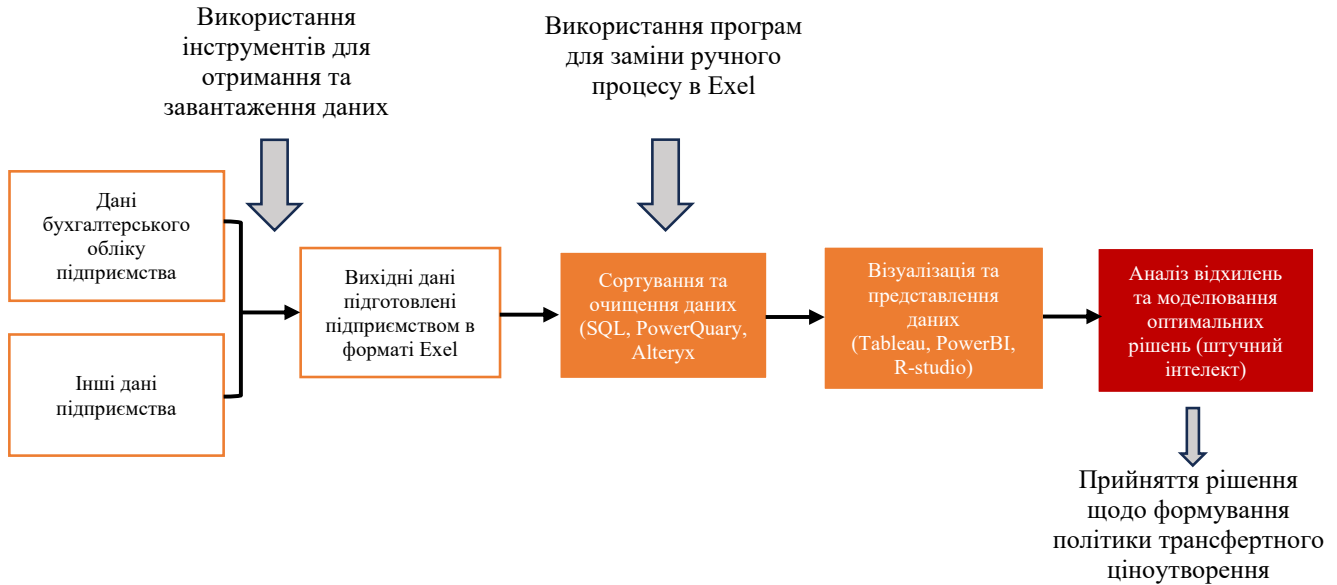 Використання
інструментів для
отримання та
завантаження даних
Використання програм
для заміни ручного
процесу в Exel
Дані
бухгалтерського
обліку
підприємства
Інші дані
підприємства
Вихідні дані
підготовлені
підприємством в
форматі Exel
Сортування та
очищення даних
(SQL, PowerQuary,
Alteryx
Візуалізація та
представлення
даних
(Tableau, PowerBI,
R-studio)
Аналіз відхилень
та моделювання
оптимальних
рішень (штучний
інтелект)
Прийняття рішення
щодо формування
політики трансфертного
ціноутворення